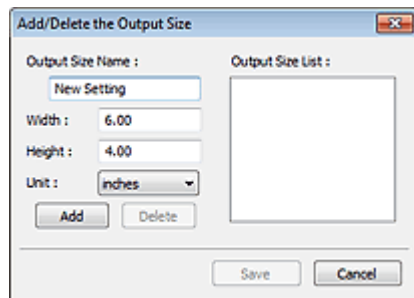 Add/Delete the Output Size
Output Size Name :
New Setting
Width : 6.00
Height : 4.00
Unit : inches
Add Delete
Output Size List :
Save Cancel